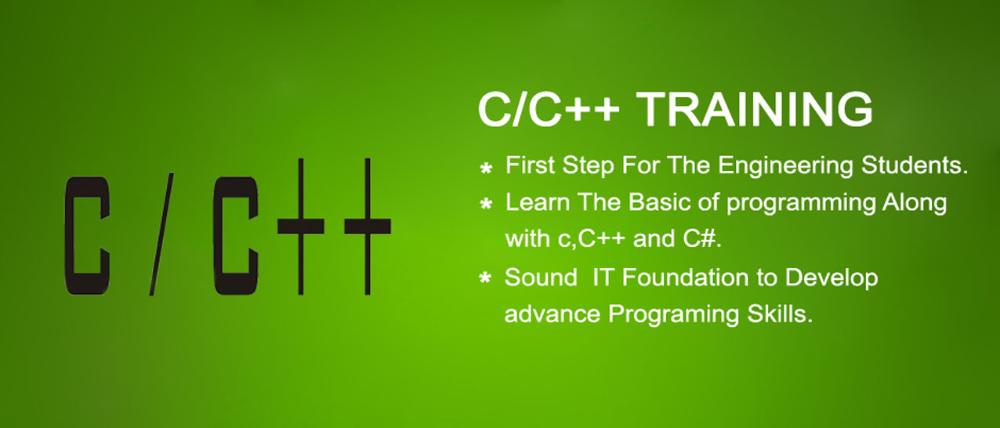 C/C++
C/C++ TRAINING
* First Step For The Engineering Students.
* Learn The Basic of programming Along
with c,C++ and C#.
* Sound  IT Foundation to Develop
advance Programing Skills.